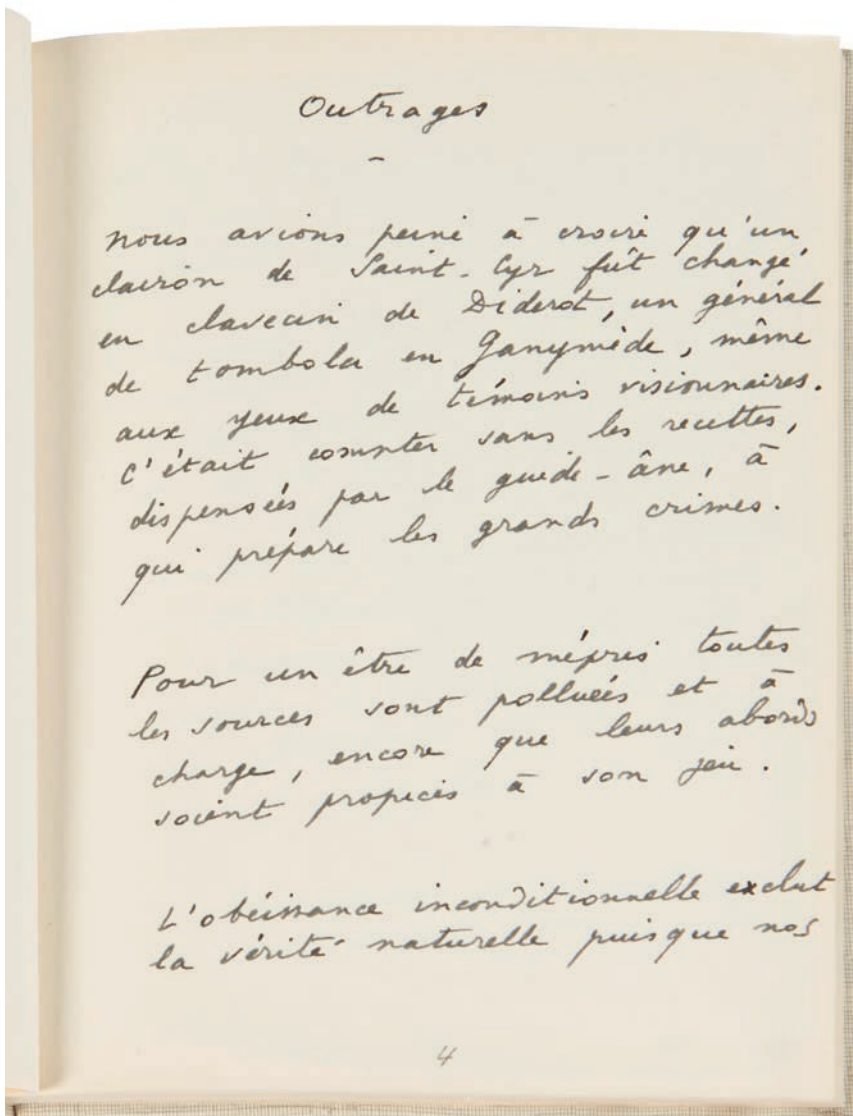 Outrages
-
nous avions peiné à croire qu'un
clairon de Saint-Cyr fût changé
en clavecin de Diderot, un général
de tombola en Ganymède, même
aux yeux de témoins visionnaires.
C'était compter sans les recettes,
dispensées par le guide-âne, à
qui prépare les grands crimes.
Pour un être de mépris toutes
les sources sont polluées et à
charge, encore que leurs abords
soient propices à son jeu.
L'obéissance inconditionnelle exclut
la vérité naturelle puisque nos
4